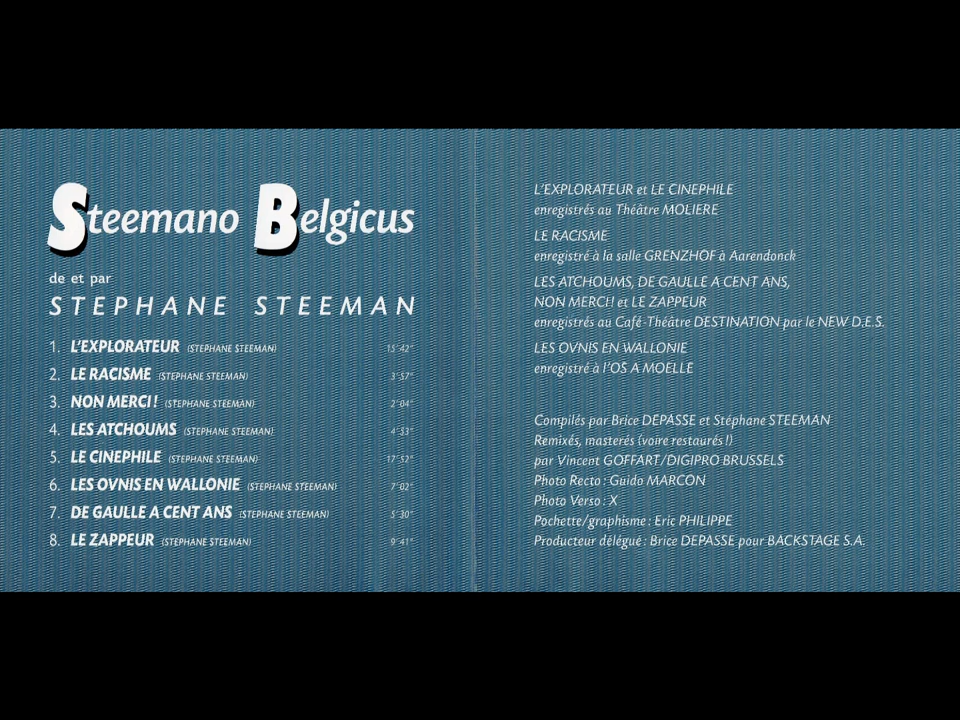 Steemano Belgicus
de et par
STEPHANE STEEMAN
1. L'EXPLORATEUR (STEPHANE STEEMAN) 15'42"
2. LE RACISME (STEPHANE STEEMAN) 3'57"
3. NON MERCI! (STEPHANE STEEMAN) 2'04"
4. LES ATCHOUMS (STEPHANE STEEMAN) 4'33"
5. LE CINEPHILE (STEPHANE STEEMAN) 17'52"
6. LES OVNIS EN WALLONIE (STEPHANE STEEMAN) 7'02"
7. DE GAULLE A CENT ANS (STEPHANE STEEMAN) 5'30"
8. LE ZAPPEUR (STEPHANE STEEMAN) 9'41"
L'EXPLORATEUR et LE CINEPHILE
enregistrés au Théâtre MOLIERE
LE RACISME
enregistré à la salle GRENZHOF à Aarendonck
LES ATCHOUMS, DE GAULLE A CENT ANS,
NON MERCI! et LE ZAPPEUR
enregistrés au Café-Théâtre DESTINATION par le NEW D.E.S.
LES OVNIS EN WALLONIE
enregistré à l'OS A MOELLE
Compilés par Brice DEPASSE et Stéphane STEEMAN
Remixés, masterés (voire restaurés!)
par Vincent GOFFART/DIGIPRO BRUSSELS
Photo Recto: Guido MARCON
Photo Verso: X
Pochette/graphisme: Eric PHILIPPE
Producteur délégué: Brice DEPASSE pour BACKSTAGE S.A.